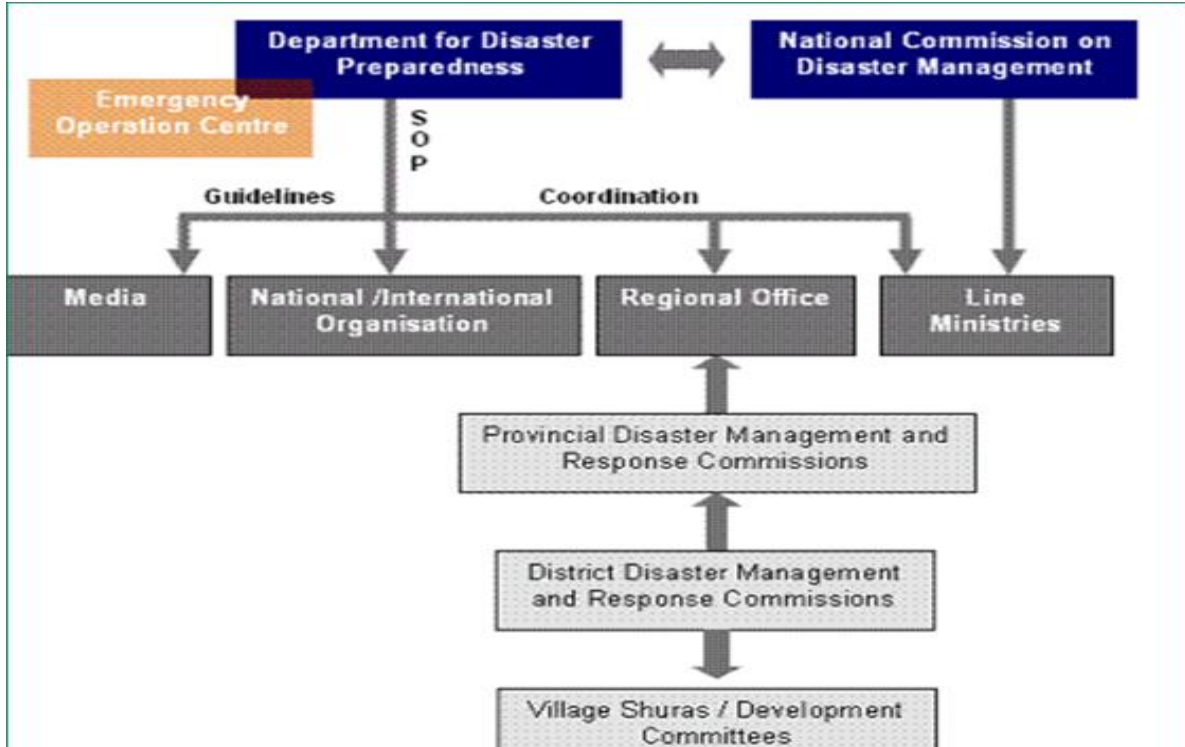 Department for Disaster
Preparedness
National Commission on
Disaster Management
Emergency
Operation Centre
S
O
P
Guidelines
Coordination
Media
National /International
Organisation
Regional Office
Line
Ministries
Provincial Disaster Management and
Response Commissions
District Disaster Management
and Response Commissions
Village Shuras / Development
Committees